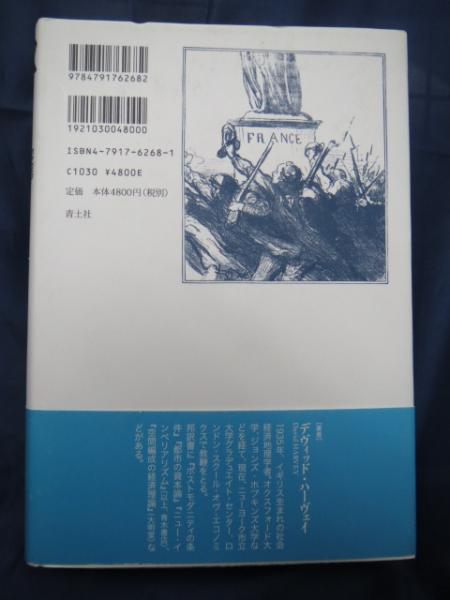 9784791762682
1921030048000
ISBN4-7917-6268-1
C1030 ¥4800E
定価　本体4800円(税別)
青土社
FRANCE
[著者]
デヴィッド・ハーヴェイ
David HARVEY
1935年、イギリス生まれの社会
経済地理学者。オクスフォード大
学、ジョンズ・ホプキンズ大学な
どを経て、現在、ニューヨーク市立
大学グラデュエイト・センター、ロ
ンドン・スクール・オヴ・エコノミ
クスで教鞭をとる。
邦訳書に『ポストモダニティの条
件』『都市の資本論』『ニュー・イ
ンペリアリズム』(以上、青木書店)、
『空間編成の経済理論』(大明堂)な
どがある。